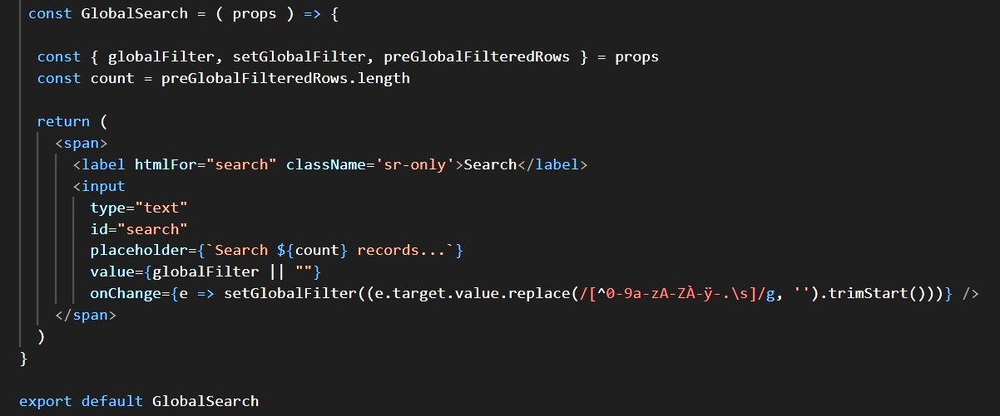 const GlobalSearch = ( props ) => {
const { globalFilter, setGlobalFilter, preGlobalFilteredRows } = props
const count = preGlobalFilteredRows.length
return (
<span>
<label htmlFor="search" className='sr-only'>Search</label>
<input
type="text"
id="search"
placeholder={`Search ${count} records...`}
value={globalFilter || ""}
onChange={e => setGlobalFilter((e.target.value.replace(/[^0-9a-zA-ZÀ-ÿ-.\s]/g, '').trimStart()))} />
</span>
)
}
export default GlobalSearch